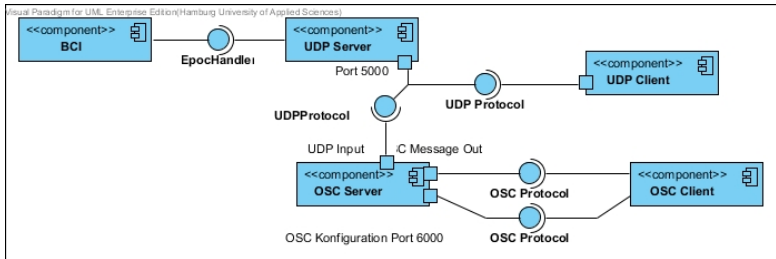 Visual Paradigm for UML Enterprise Edition(Hamburg University of Applied Sciences)
<<component>>
BCI
EpocHandler
<<component>>
UDP Server
Port 5000
<<component>>
UDP Client
UDP Protocol
UDPProtocol
UDP Input
C Message Out
<<component>>
OSC Server
OSC Protocol
<<component>>
OSC Client
OSC Konfiguration Port 6000
OSC Protocol